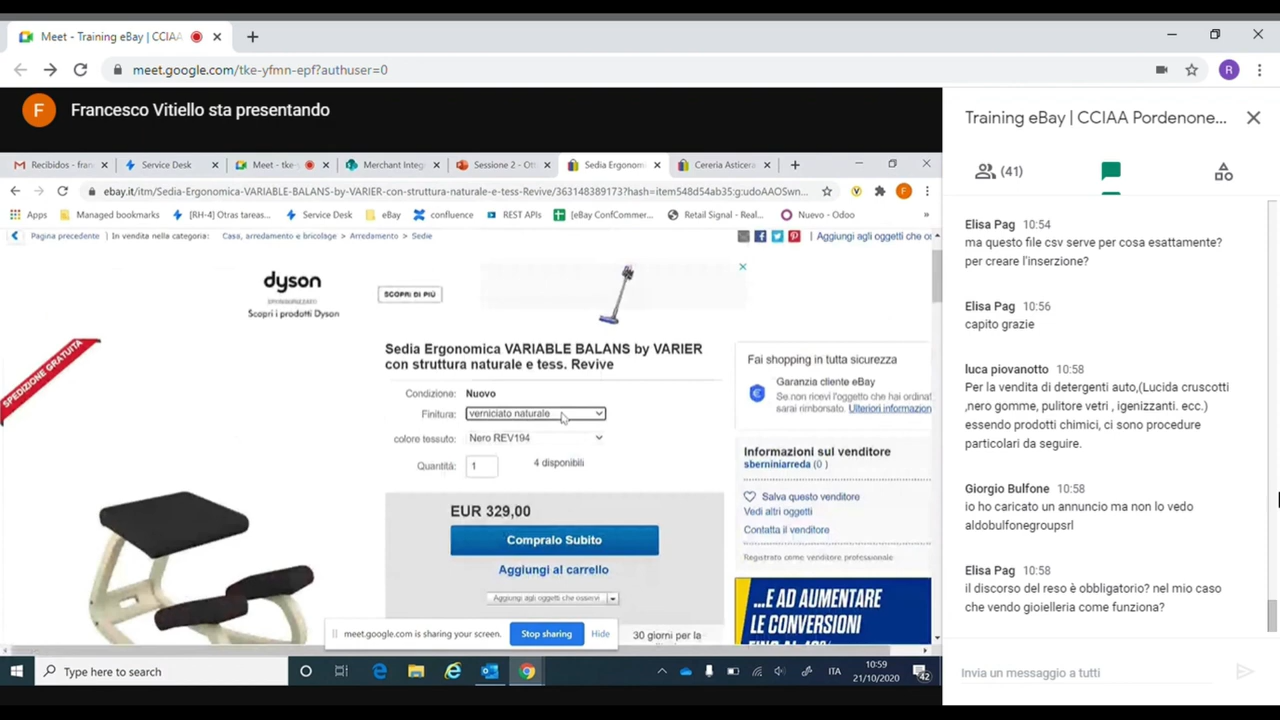 Meet - Training eBay | CCIAA
meet.google.com/tke-yfmn-epf?authuser=0
R
F
Francesco Vitiello sta presentando
Recibidos - fran
Service Desk
Meet - tke-
Merchant Integ
Sessione 2 - Ott
Sedia Ergonom
Cereria Asticera
ebay.it/itm/Sedia-Ergonomica-VARIABLE-BALANS-by-VARIER-con-struttura-naturale-e-tess-Revive/363148389173?hash=item548d54ab35:g:udoAAOSwn...
F
Apps
Managed bookmarks
[RH-4] Otras tareas...
Service Desk
eBay
confluence
REST APIs
[eBay ConfCommer...
Retail Signal - Real...
Nuevo - Odoo
»
Pagina precedente
In vendita nella categoria:
Casa, arredamento e bricolage > Arredamento > Sedie
Aggiungi agli oggetti che os
dyson
Scopri i prodotti Dyson
SCOPRI DI PIÙ
SPEDIZIONE GRATUITA
Sedia Ergonomica VARIABLE BALANS by VARIER
con struttura naturale e tess. Revive
Condizione: Nuovo
Finitura: verniciato naturale
colore tessuto: Nero REV194
Quantità: 1 4 disponibili
EUR 329,00
Compralo Subito
Aggiungi al carrello
Aggiungi agli oggetti che osservi
30 giorni per la
Fai shopping in tutta sicurezza
Garanzia cliente eBay
Se non ricevi l'oggetto che hai ordinat
sarai rimborsato. Ulteriori informazion
Informazioni sul venditore
sberniniarreda (0 )
Salva questo venditore
Vedi altri oggetti
Contatta il venditore
Registrato come venditore professionale
...E AD AUMENTARE
LE CONVERSIONI
meet.google.com is sharing your screen.
Stop sharing
Hide
Type here to search
ITA
10:59
21/10/2020
42
Training eBay | CCIAA Pordenone...
(41)
Elisa Pag 10:54
ma questo file csv serve per cosa esattamente?
per creare l'inserzione?
Elisa Pag 10:56
capito grazie
luca piovanotto 10:58
Per la vendita di detergenti auto,(Lucida cruscotti
,nero gomme, pulitore vetri , igenizzanti. ecc.)
essendo prodotti chimici, ci sono procedure
particolari da seguire.
Giorgio Bulfone 10:58
io ho caricato un annuncio ma non lo vedo
aldobulfonegroupsrl
Elisa Pag 10:58
il discorso del reso è obbligatorio? nel mio caso
che vendo gioielleria come funziona?
Invia un messaggio a tutti